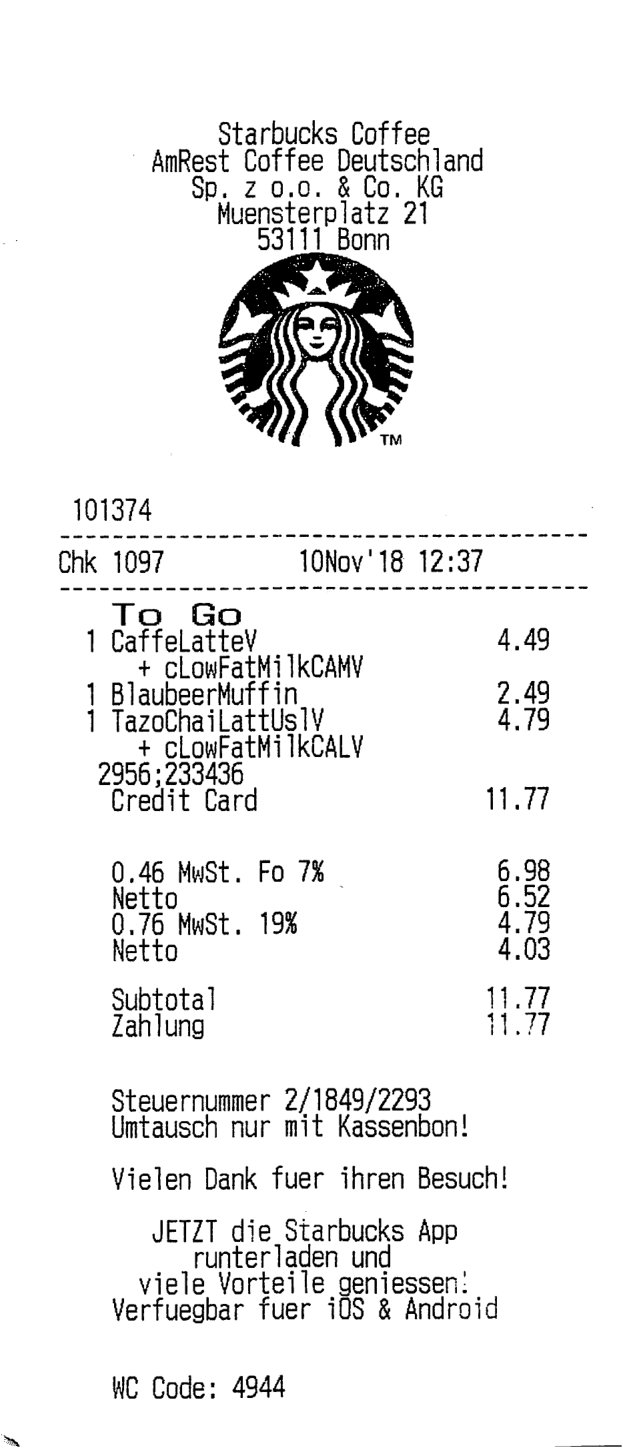 Starbucks Coffee
AmRest Coffee Deutschland
Sp. z o.o. & Co. KG
Muensterplatz 21
53111 Bonn
TM
101374
Chk 1097 10Nov'18 12:37
To Go
1 CaffeLatteV 4.49
+ cLowFatMilkCAMV
1 BlaubeerMuffin 2.49
1 TazoChaiLattUslV 4.79
+ cLowFatMilkCALV
2956;233436
Credit Card 11.77
0.46 MwSt. Fo 7% 6.98
Netto 6.52
0.76 MwSt. 19% 4.79
Netto 4.03
Subtotal 11.77
Zahlung 11.77
Steuernummer 2/1849/2293
Umtausch nur mit Kassenbon!
Vielen Dank fuer ihren Besuch!
JETZT die Starbucks App
runterladen und
viele Vorteile geniessen!
Verfuegbar fuer iOS & Android
WC Code: 4944